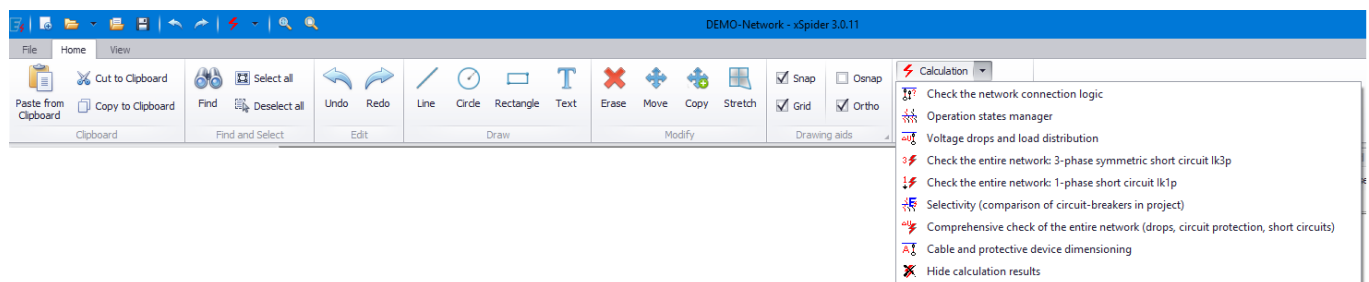 DEMO-Network - xSpider 3.0.11
File Home View
Paste from Clipboard
Cut to Clipboard
Copy to Clipboard
Clipboard
Find
Select all
Deselect all
Find and Select
Undo Redo
Edit
Line Circle Rectangle Text
Draw
Erase Move Copy Stretch
Modify
Snap Osnap
Grid Ortho
Drawing aids
Calculation
Check the network connection logic
Operation states manager
Voltage drops and load distribution
Check the entire network: 3-phase symmetric short circuit Ik3p
Check the entire network: 1-phase short circuit Ik1p
Selectivity (comparison of circuit-breakers in project)
Comprehensive check of the entire network (drops, circuit protection, short circuits)
Cable and protective device dimensioning
Hide calculation results